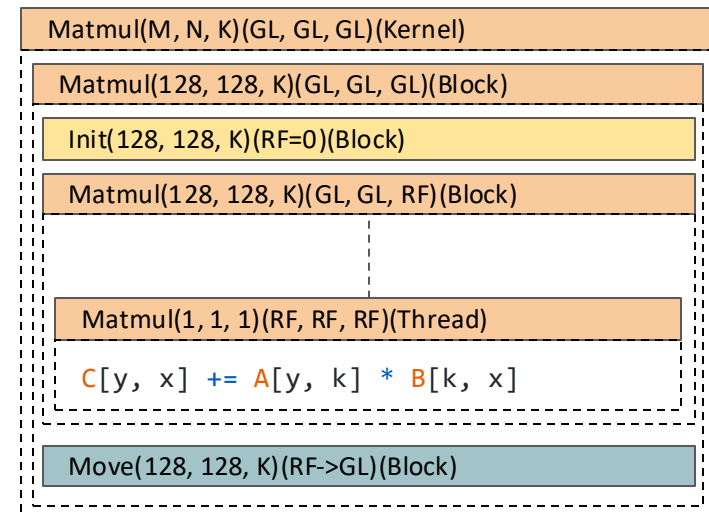 Matmul(M, N, K)(GL, GL, GL)(Kernel)
Matmul(128, 128, K)(GL, GL, GL)(Block)
Init(128, 128, K)(RF=0)(Block)
Matmul(128, 128, K)(GL, GL, RF)(Block)
Matmul(1, 1, 1)(RF, RF, RF)(Thread)
C[y, x] += A[y, k] * B[k, x]
Move(128, 128, K)(RF->GL)(Block)